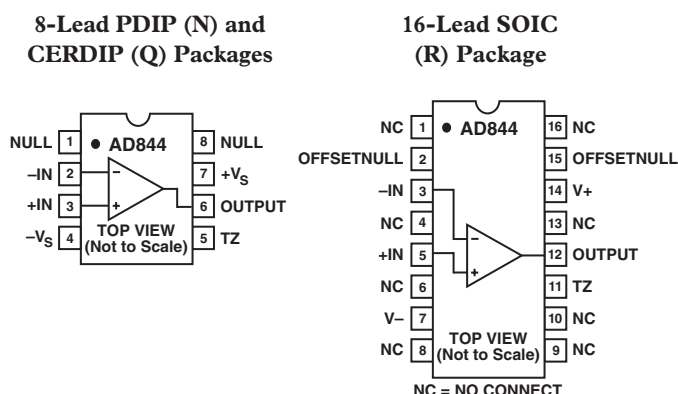 8-Lead PDIP (N) and
CERDIP (Q) Packages
NULL 1 AD844 8 NULL
–IN 2 – 7 +VS
+IN 3 + 6 OUTPUT
–VS 4 TOP VIEW 5 TZ
(Not to Scale)
16-Lead SOIC
(R) Package
NC 1 AD844 16 NC
OFFSETNULL 2 15 OFFSETNULL
–IN 3 14 V+
NC 4 – 13 NC
+IN 5 + 12 OUTPUT
NC 6 11 TZ
V– 7 TOP VIEW 10 NC
NC 8 (Not to Scale) 9 NC
NC = NO CONNECT